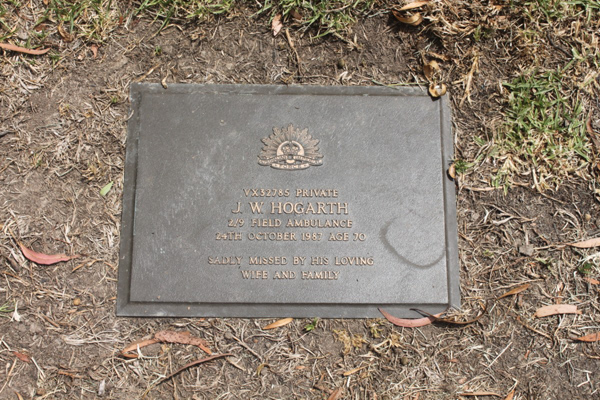 VX32785 PRIVATE
J. W. HOGARTH
2/9 FIELD AMBULANCE
24TH OCTOBER 1987 AGE 70
SADLY MISSED BY HIS LOVING
WIFE AND FAMILY